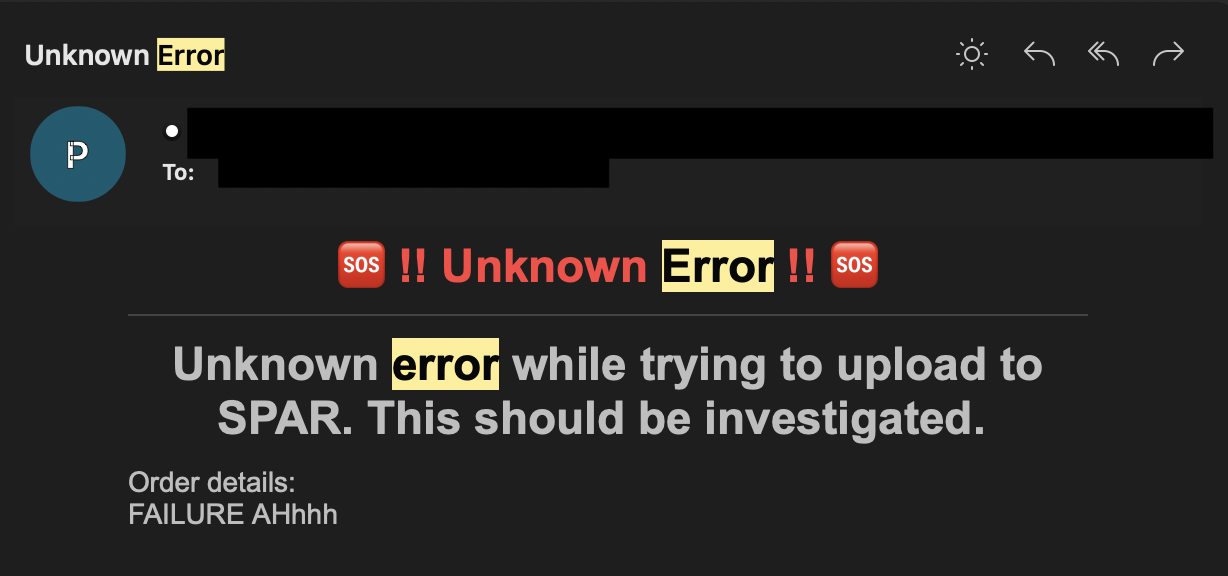 Unknown Error
P
To:
🆘 !! Unknown Error !! 🆘
Unknown error while trying to upload to
SPAR. This should be investigated.
Order details:
FAILURE AHhhh